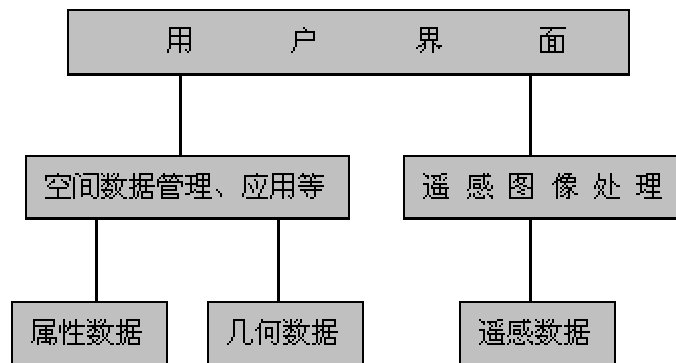 用户界面
空间数据管理、应用等
遥感图像处理
属性数据
几何数据
遥感数据